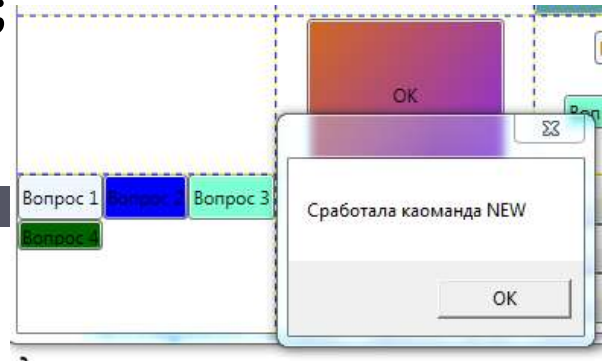 OK
Вопрос 1 Вопрос 2 Вопрос 3
Вопрос 4
Сработала каоманда NEW
OK